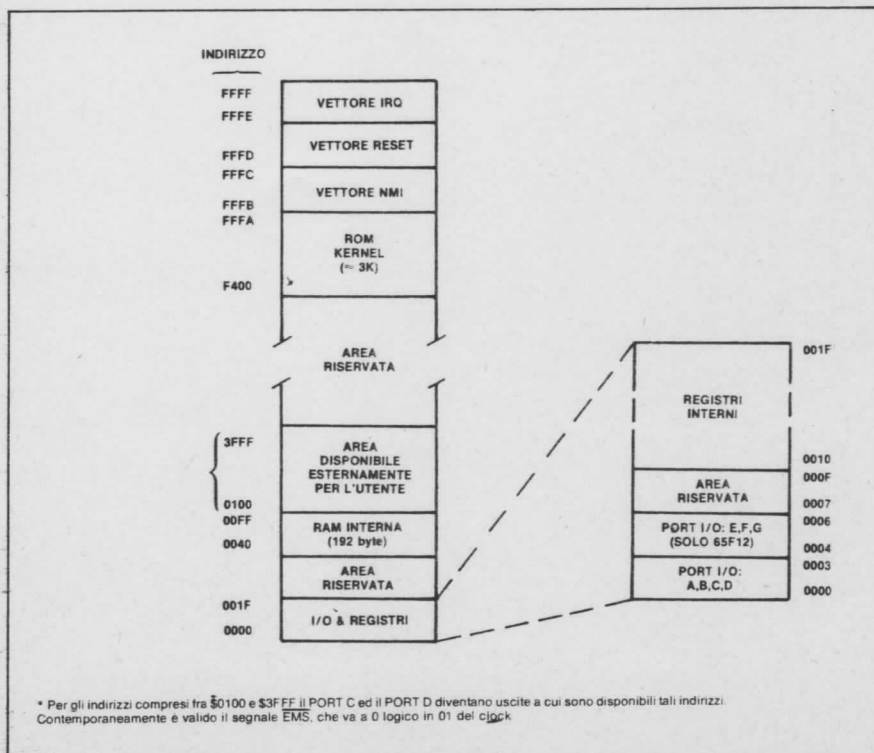 INDIRIZZO
FFFF
VETTORE IRQ
FFFE
VETTORE RESET
FFFD
FFFC
VETTORE NMI
FFFB
FFFA
ROM
KERNEL
(≈ 3K)
F400
AREA
RISERVATA
3FFF
AREA
DISPONIBILE
ESTERNAMENTE
PER L'UTENTE
0100
00FF
RAM INTERNA
(192 byte)
0040
AREA
RISERVATA
001F
I/O & REGISTRI
0000
001F
REGISTRI
INTERNI
0010
000F
AREA
RISERVATA
0007
PORT I/O: E,F,G
(SOLO 65F12)
0006
0004
0003
PORT I/O:
A,B,C,D
0000
* Per gli indirizzi compresi fra $0100 e $3FFF il PORT C ed il PORT D diventano uscite a cui sono disponibili tali indirizzi.
Contemporaneamente è valido il segnale EMS, che va a 0 logico in 01 del clock